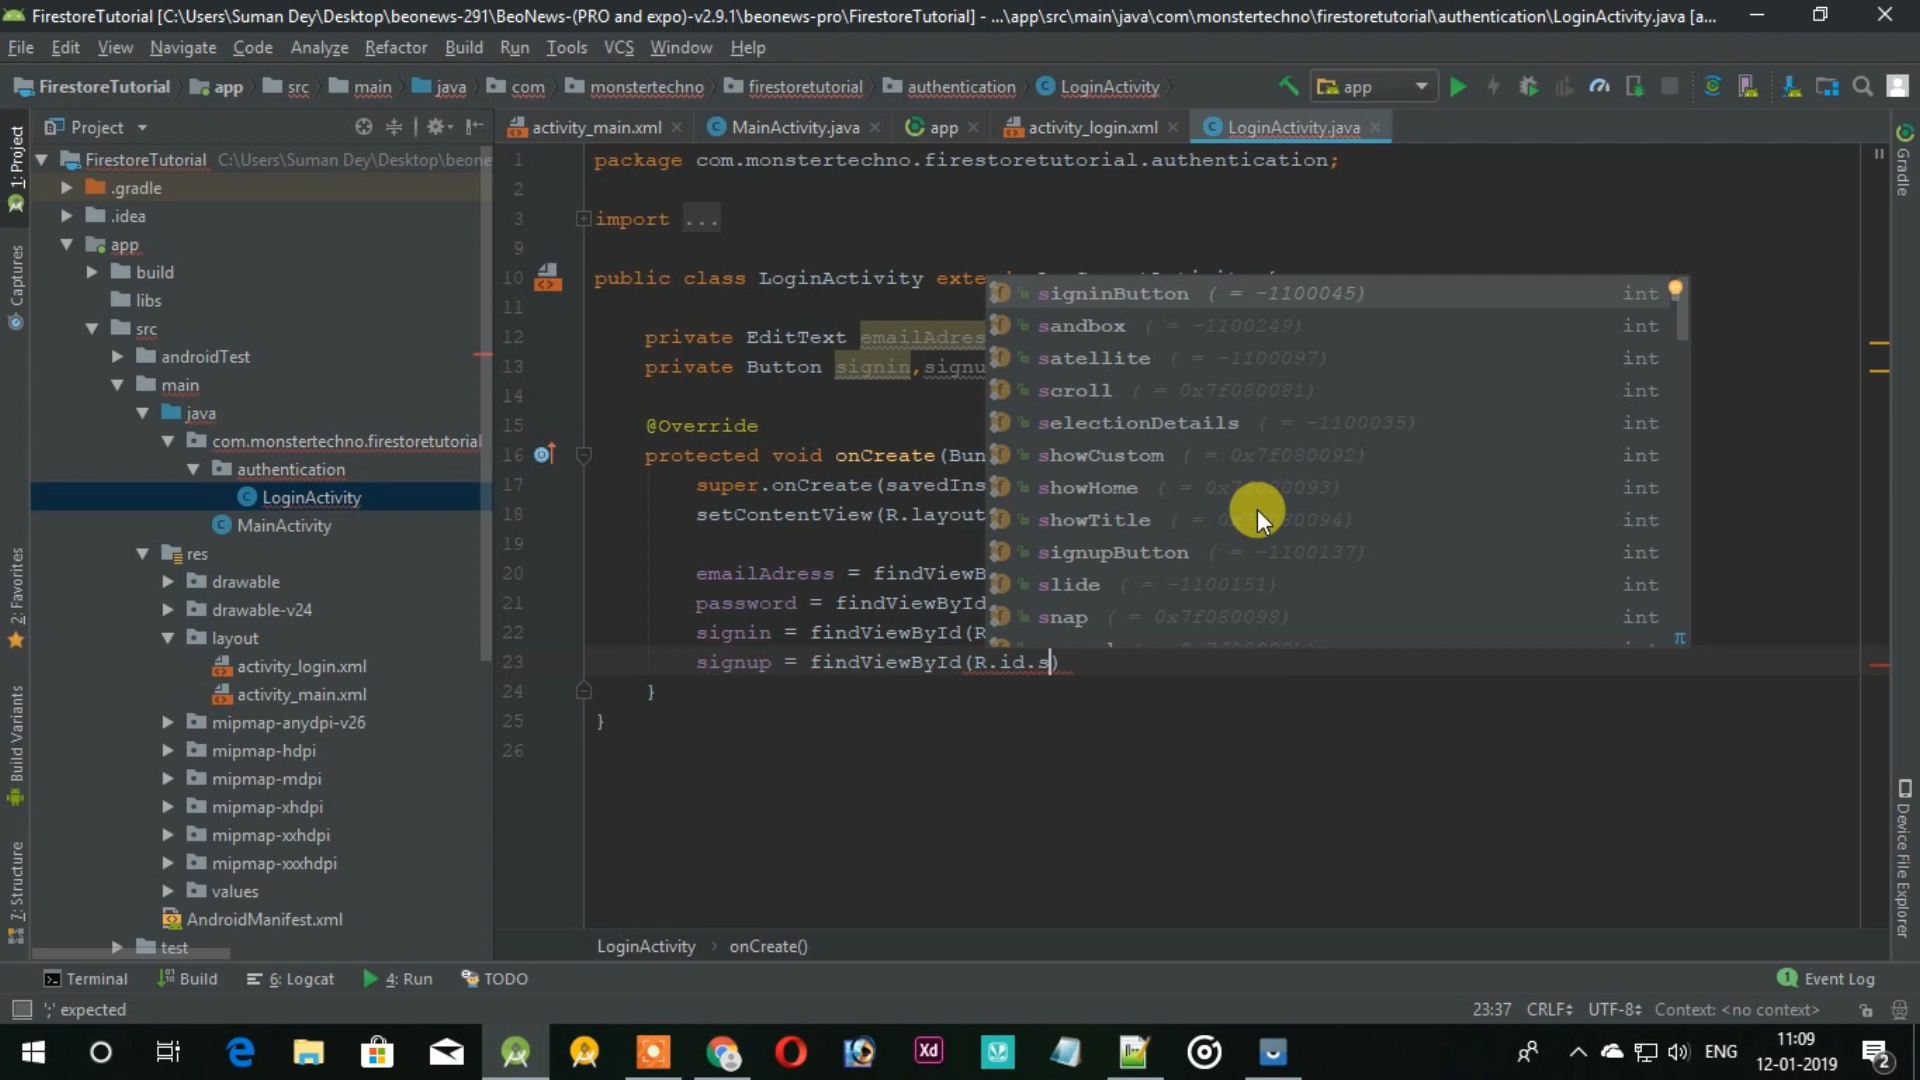 FirestoreTutorial [C:\Users\Suman Dey\Desktop\beonews-291\BeoNews-(PRO and expo)-v2.9.1\beonews-pro\FirestoreTutorial] - ...\app\src\main\java\com\monstertechno\firestoretutorial\authentication\LoginActivity.java [a...
File Edit View Navigate Code Analyze Refactor Build Run Tools VCS Window Help
FirestoreTutorial app src main java com monstertechno firestoretutorial authentication LoginActivity app
Project
activity_main.xml MainActivity.java app activity_login.xml LoginActivity.java
1: Project
Captures
2: Favorites
Build Variants
7: Structure
FirestoreTutorial C:\Users\Suman Dey\Desktop\beone
.gradle
.idea
app
build
libs
src
androidTest
main
java
com.monstertechno.firestoretutorial
authentication
LoginActivity
MainActivity
res
drawable
drawable-v24
layout
activity_login.xml
activity_main.xml
mipmap-anydpi-v26
mipmap-hdpi
mipmap-mdpi
mipmap-xhdpi
mipmap-xxhdpi
mipmap-xxxhdpi
values
AndroidManifest.xml
test
1 package com.monstertechno.firestoretutorial.authentication;
2
3 import ...
9
10 public class LoginActivity exte
11
12 private EditText emailAdres
13 private Button signin,signu
14
15 @Override
16 protected void onCreate(Bun
17 super.onCreate(savedIns
18 setContentView(R.layout
19
20 emailAdress = findViewB
21 password = findViewById
22 signin = findViewById(R
23 signup = findViewById(R.id.s)
24 }
25 }
26
signinButton ( = -1100045) int
sandbox ( = -1100249) int
satellite ( = -1100097) int
scroll ( = 0x7f080081) int
selectionDetails ( = -1100035) int
showCustom ( = 0x7f080092) int
showHome ( = 0x7f080093) int
showTitle ( = 0x7f080094) int
signupButton ( = -1100137) int
slide ( = -1100151) int
snap ( = 0x7f080098) int
π
Gradle
Device File Explorer
LoginActivity › onCreate()
Terminal Build 6: Logcat 4: Run TODO 1 Event Log
';' expected 23:37 CRLF UTF-8 Context: <no context>
Xd ENG 11:09
12-01-2019 2